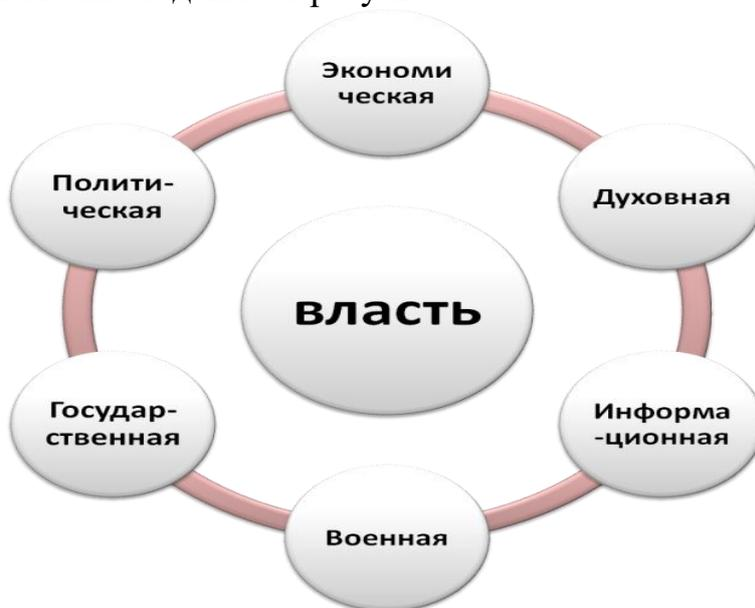 Экономи
ческая
Полити-
ческая
Духовная
власть
Государ-
ственная
Информа
-ционная
Военная